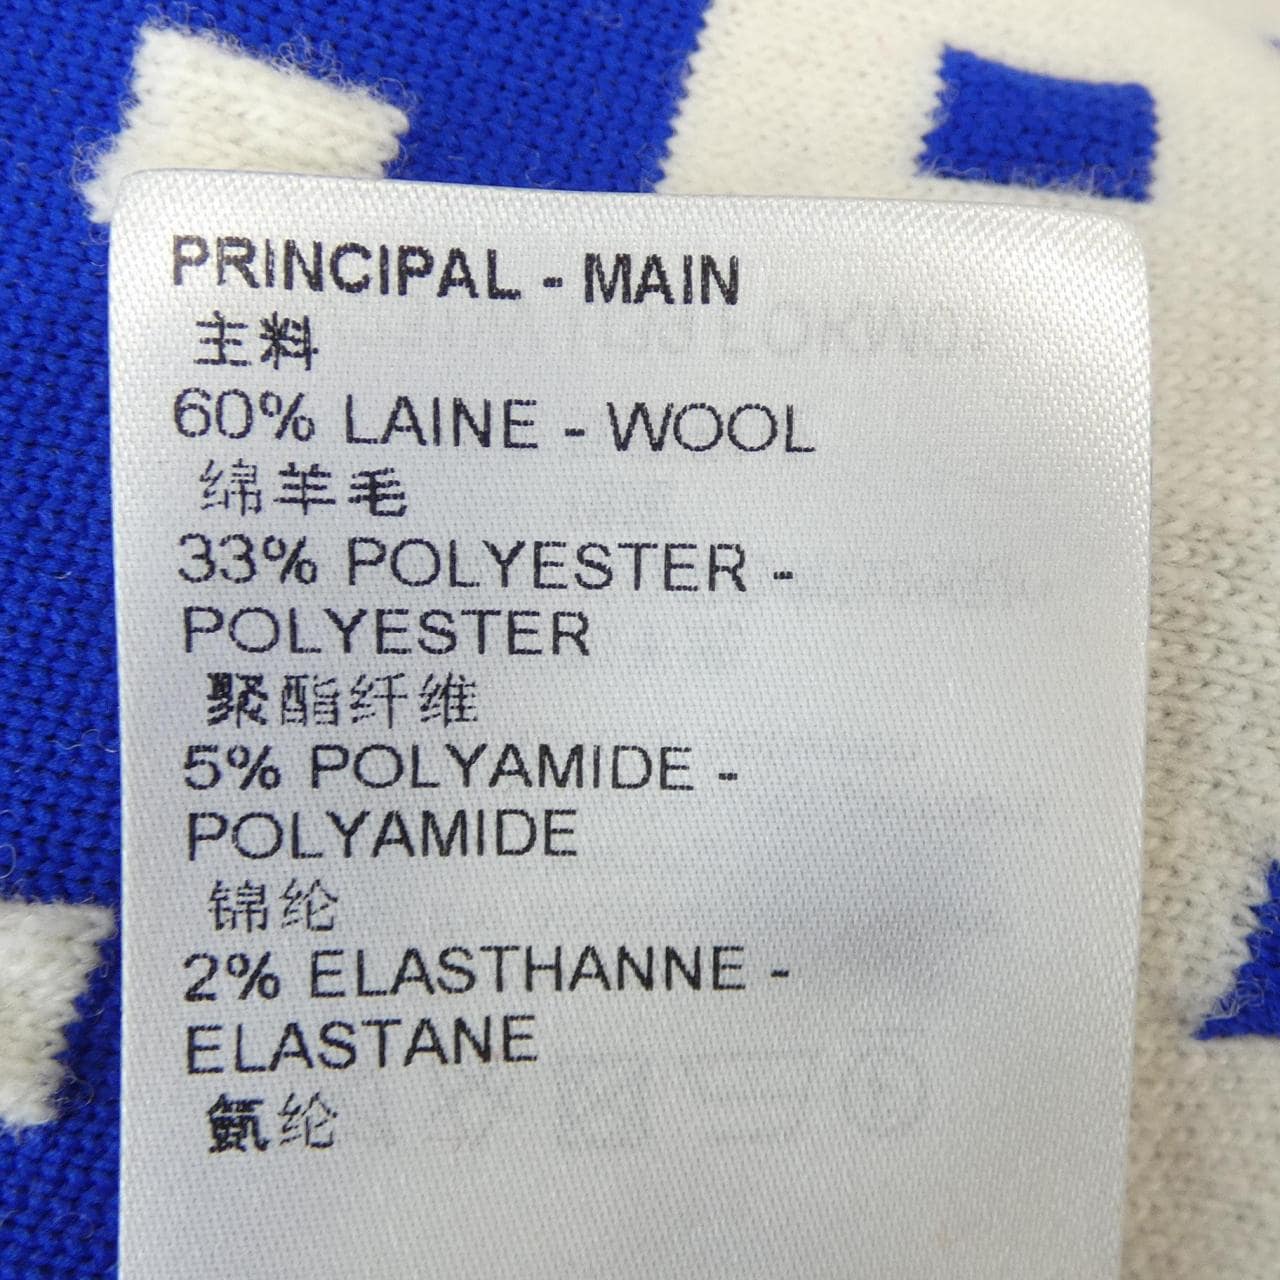 PRINCIPAL - MAIN
主料
60% LAINE - WOOL
绵羊毛
33% POLYESTER -
POLYESTER
聚酯纤维
5% POLYAMIDE -
POLYAMIDE
锦纶
2% ELASTHANNE -
ELASTANE
氨纶